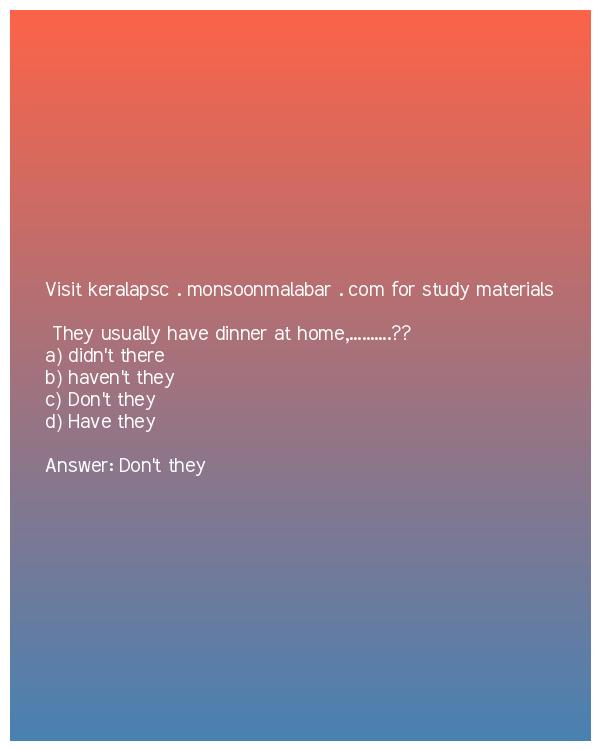 Visit keralapsc . monsoonmalabar . com for study materials
They usually have dinner at home,..........??
a) didn't there
b) haven't they
c) Don't they
d) Have they
Answer: Don't they